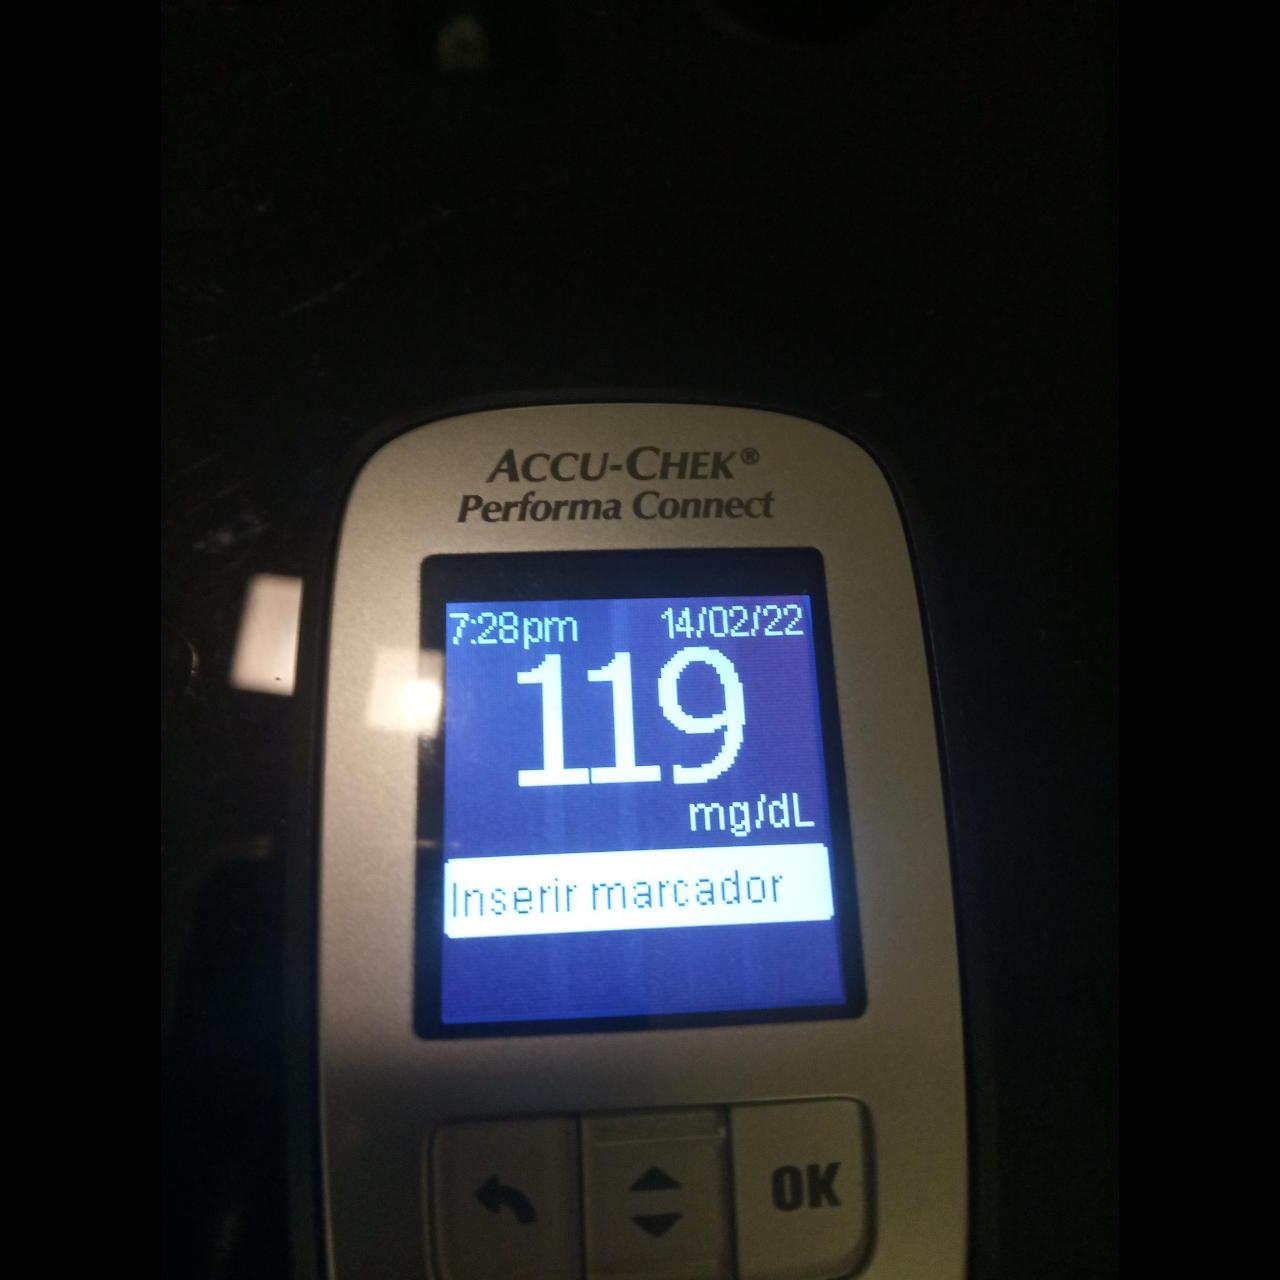 ACCU-CHEK®
Performa Connect
7:28pm 14/02/22
119
mg/dL
Inserir marcador
OK